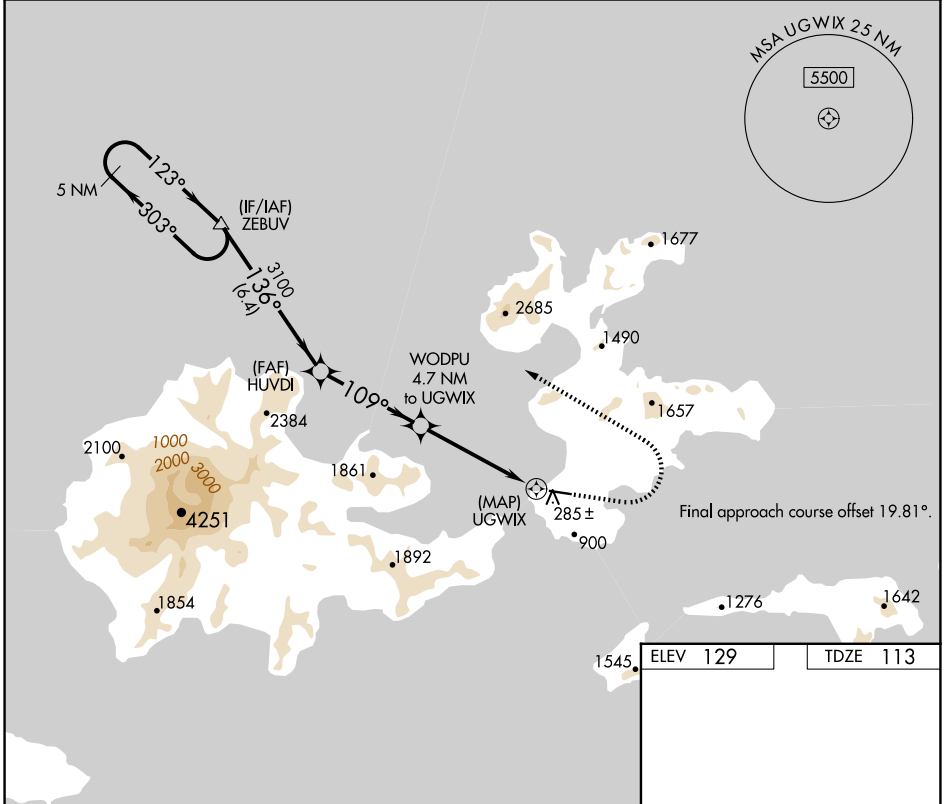 MSA UGWIX 25 NM
5500
5 NM
123°
303°
(IF/IAF)
ZEBUV
3100
136°
(6.4)
1677
2685
1490
WODPU
4.7 NM
to UGWIX
(FAF)
HUVDI
109°
2384
1657
2100
1000
2000
3000
1861
4251
(MAP)
UGWIX
285±
Final approach course offset 19.81°.
900
1892
1854
1276
1642
1545
ELEV 129
TDZE 113